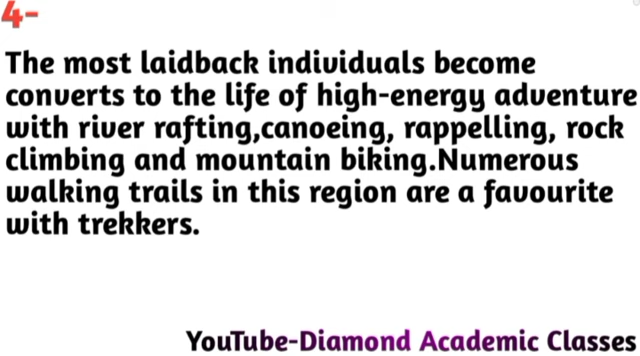 4-
The most laidback individuals become
converts to the life of high-energy adventure
with river rafting,canoeing, rappelling, rock
climbing and mountain biking.Numerous
walking trails in this region are a favourite
with trekkers.
YouTube-Diamond Academic Classes